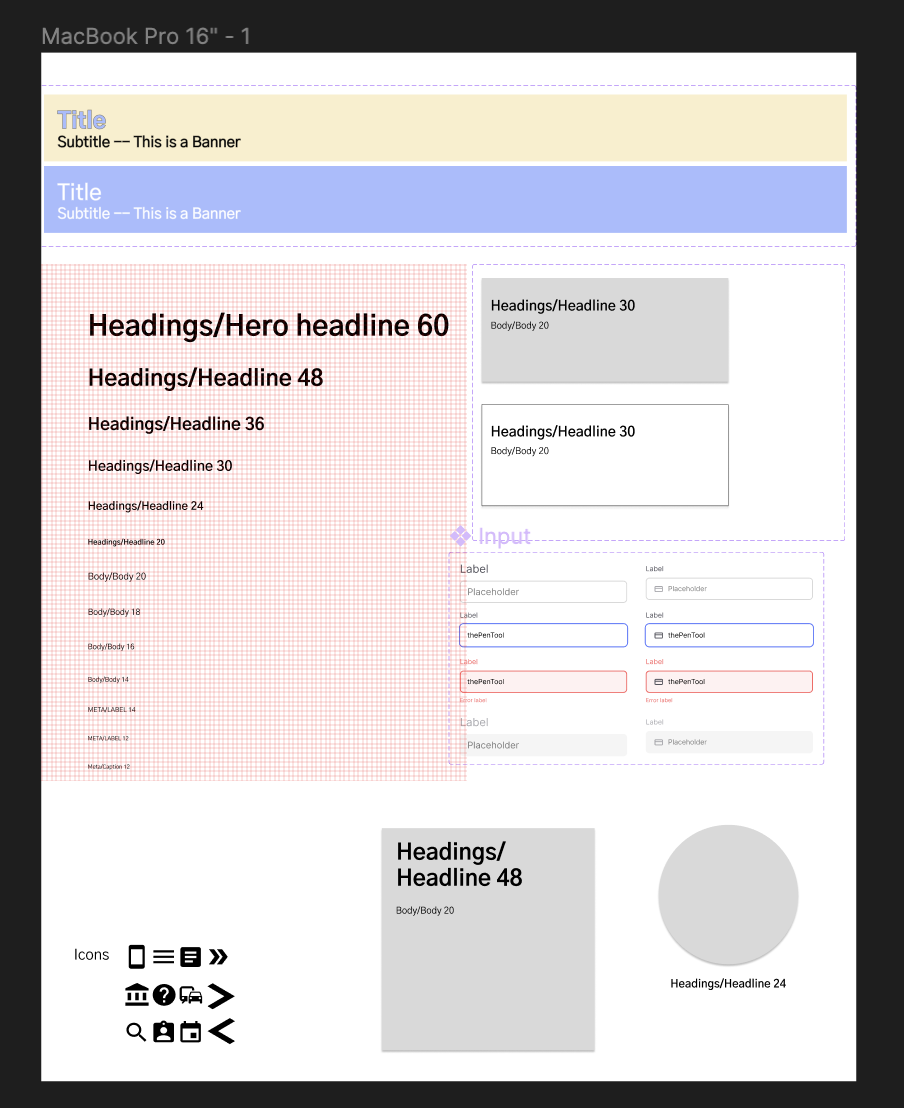 MacBook Pro 16" - 1
Title
Subtitle -- This is a Banner
Title
Subtitle -- This is a Banner
Headings/Hero headline 60
Headings/Headline 48
Headings/Headline 36
Headings/Headline 30
Headings/Headline 24
Headings/Headline 20
Body/Body 20
Body/Body 18
Body/Body 16
Body/Body 14
META/LABEL 14
META/LABEL 12
Meta/Caption 12
Headings/Headline 30
Body/Body 20
Headings/Headline 30
Body/Body 20
Input
Label
Placeholder
Label
thePenTool
Label
thePenTool
Error label
Label
Placeholder
Label
Placeholder
Label
thePenTool
Label
thePenTool
Error label
Label
Placeholder
Headings/
Headline 48
Body/Body 20
Headings/Headline 24
Icons